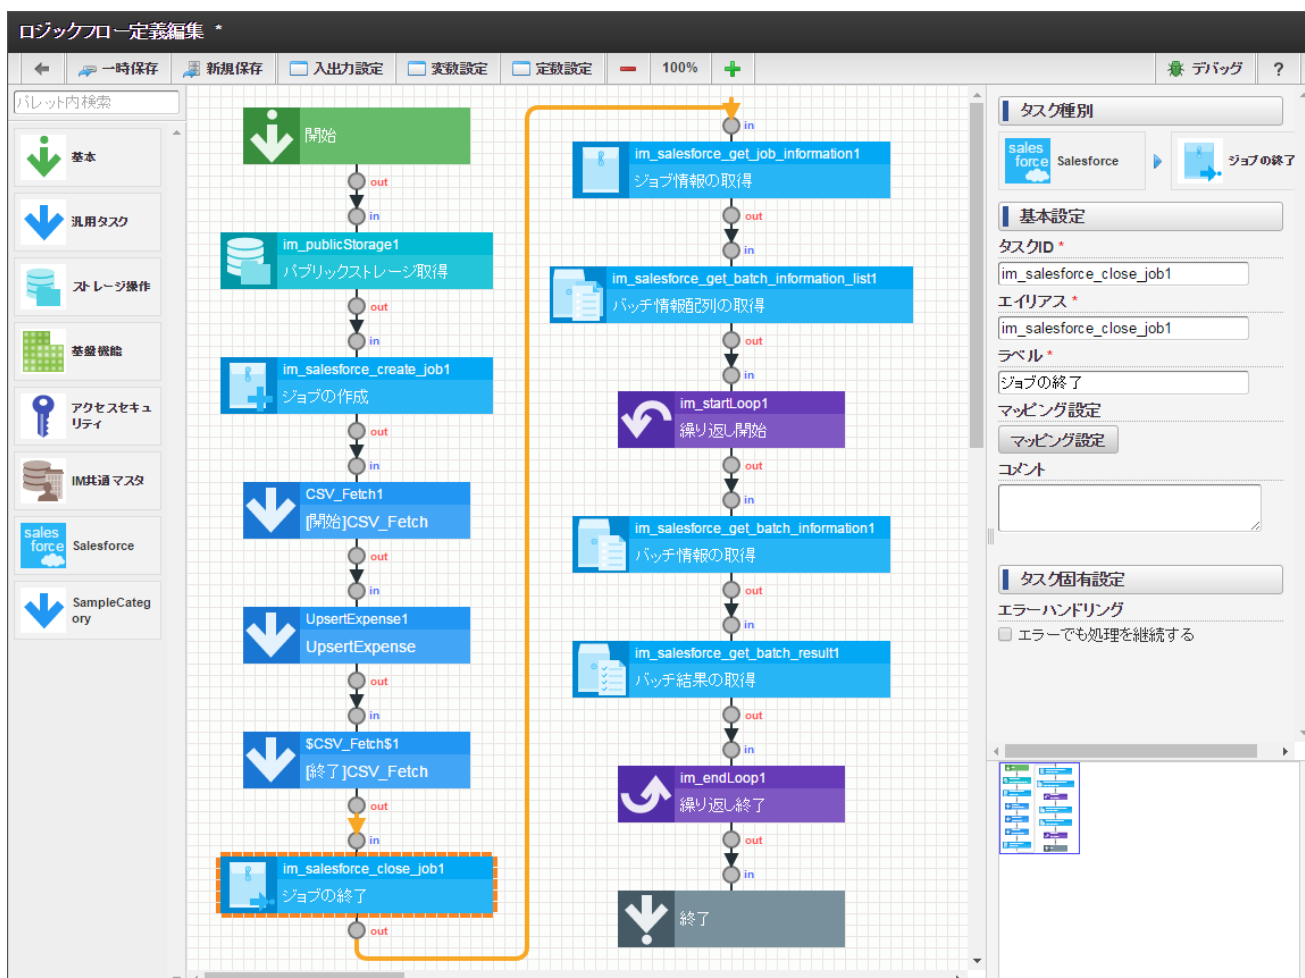 ロジックフロー定義編集 *
一時保存
新規保存
入出力設定
変数設定
定数設定
100%
デバッグ
?
パレット内検索
基本
汎用タスク
ストレージ操作
基盤機能
アクセスセキュ
リティ
IM共通マスタ
sales
force
Salesforce
SampleCateg
ory
開始
out
in
im_publicStorage1
パブリックストレージ取得
out
in
im_salesforce_create_job1
ジョブの作成
out
in
CSV_Fetch1
[開始]CSV_Fetch
out
in
UpsertExpense1
UpsertExpense
out
in
$CSV_Fetch$1
[終了]CSV_Fetch
out
in
im_salesforce_close_job1
ジョブの終了
out
in
im_salesforce_get_job_information1
ジョブ情報の取得
out
in
im_salesforce_get_batch_information_list1
バッチ情報配列の取得
out
in
im_startLoop1
繰り返し開始
out
in
im_salesforce_get_batch_information1
バッチ情報の取得
out
in
im_salesforce_get_batch_result1
バッチ結果の取得
out
in
im_endLoop1
繰り返し終了
out
in
終了
タスク種別
sales
force
Salesforce
ジョブの終了
基本設定
タスクID *
im_salesforce_close_job1
エイリアス *
im_salesforce_close_job1
ラベル *
ジョブの終了
マッピング設定
マッピング設定
コメント
タスク固有設定
エラーハンドリング
エラーでも処理を継続する